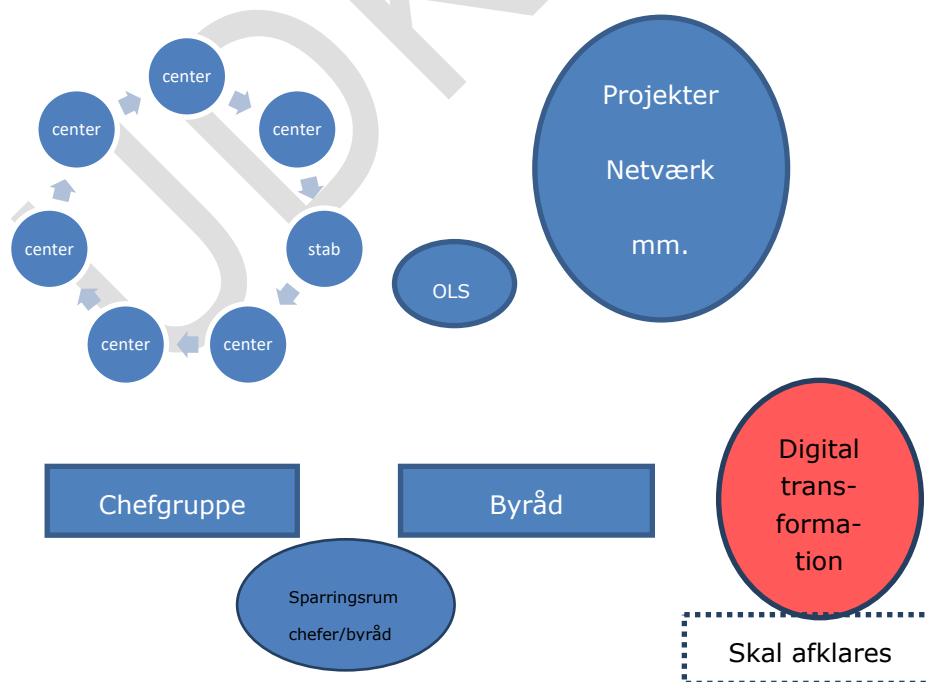 center
center
center
center
stab
center
center
OLS
Projekter
Netværk
mm.
Chefgruppe
Byråd
Sparringsrum
chefer/byråd
Digital
trans-
forma-
tion
Skal afklares